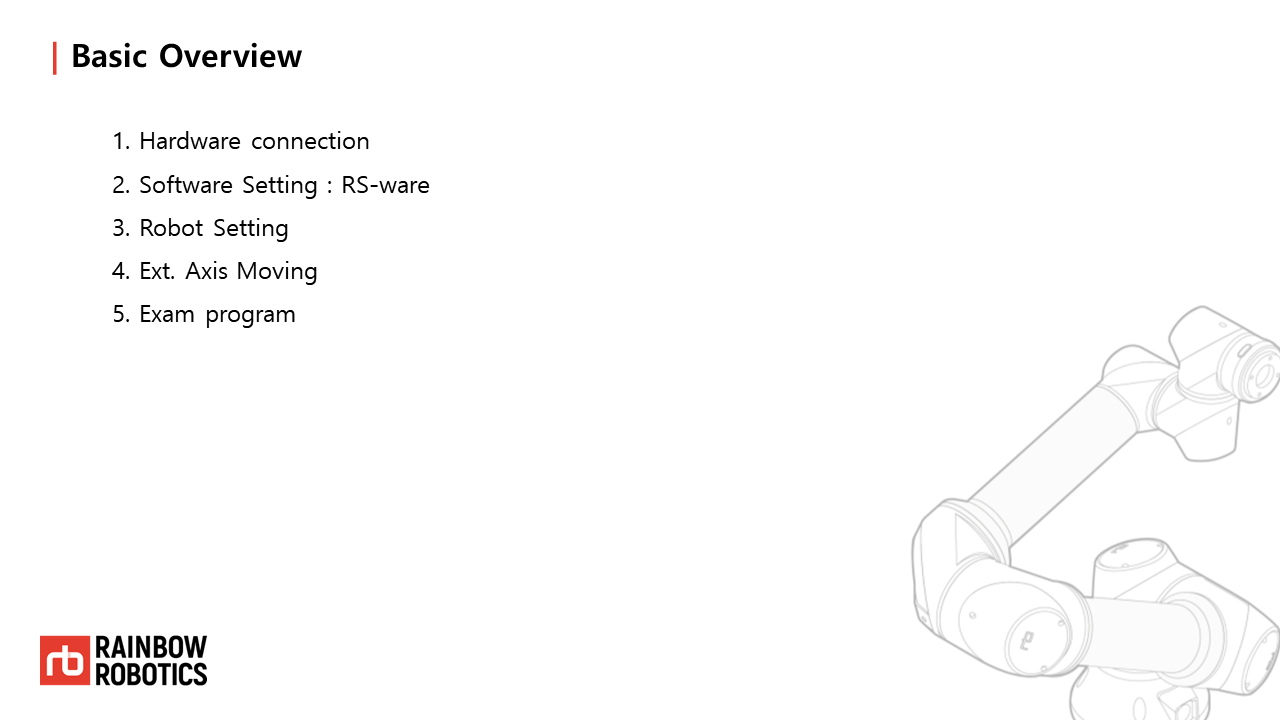 Basic Overview
1. Hardware connection
2. Software Setting : RS-ware
3. Robot Setting
4. Ext. Axis Moving
5. Exam program
rb
RAINBOW
ROBOTICS
rb